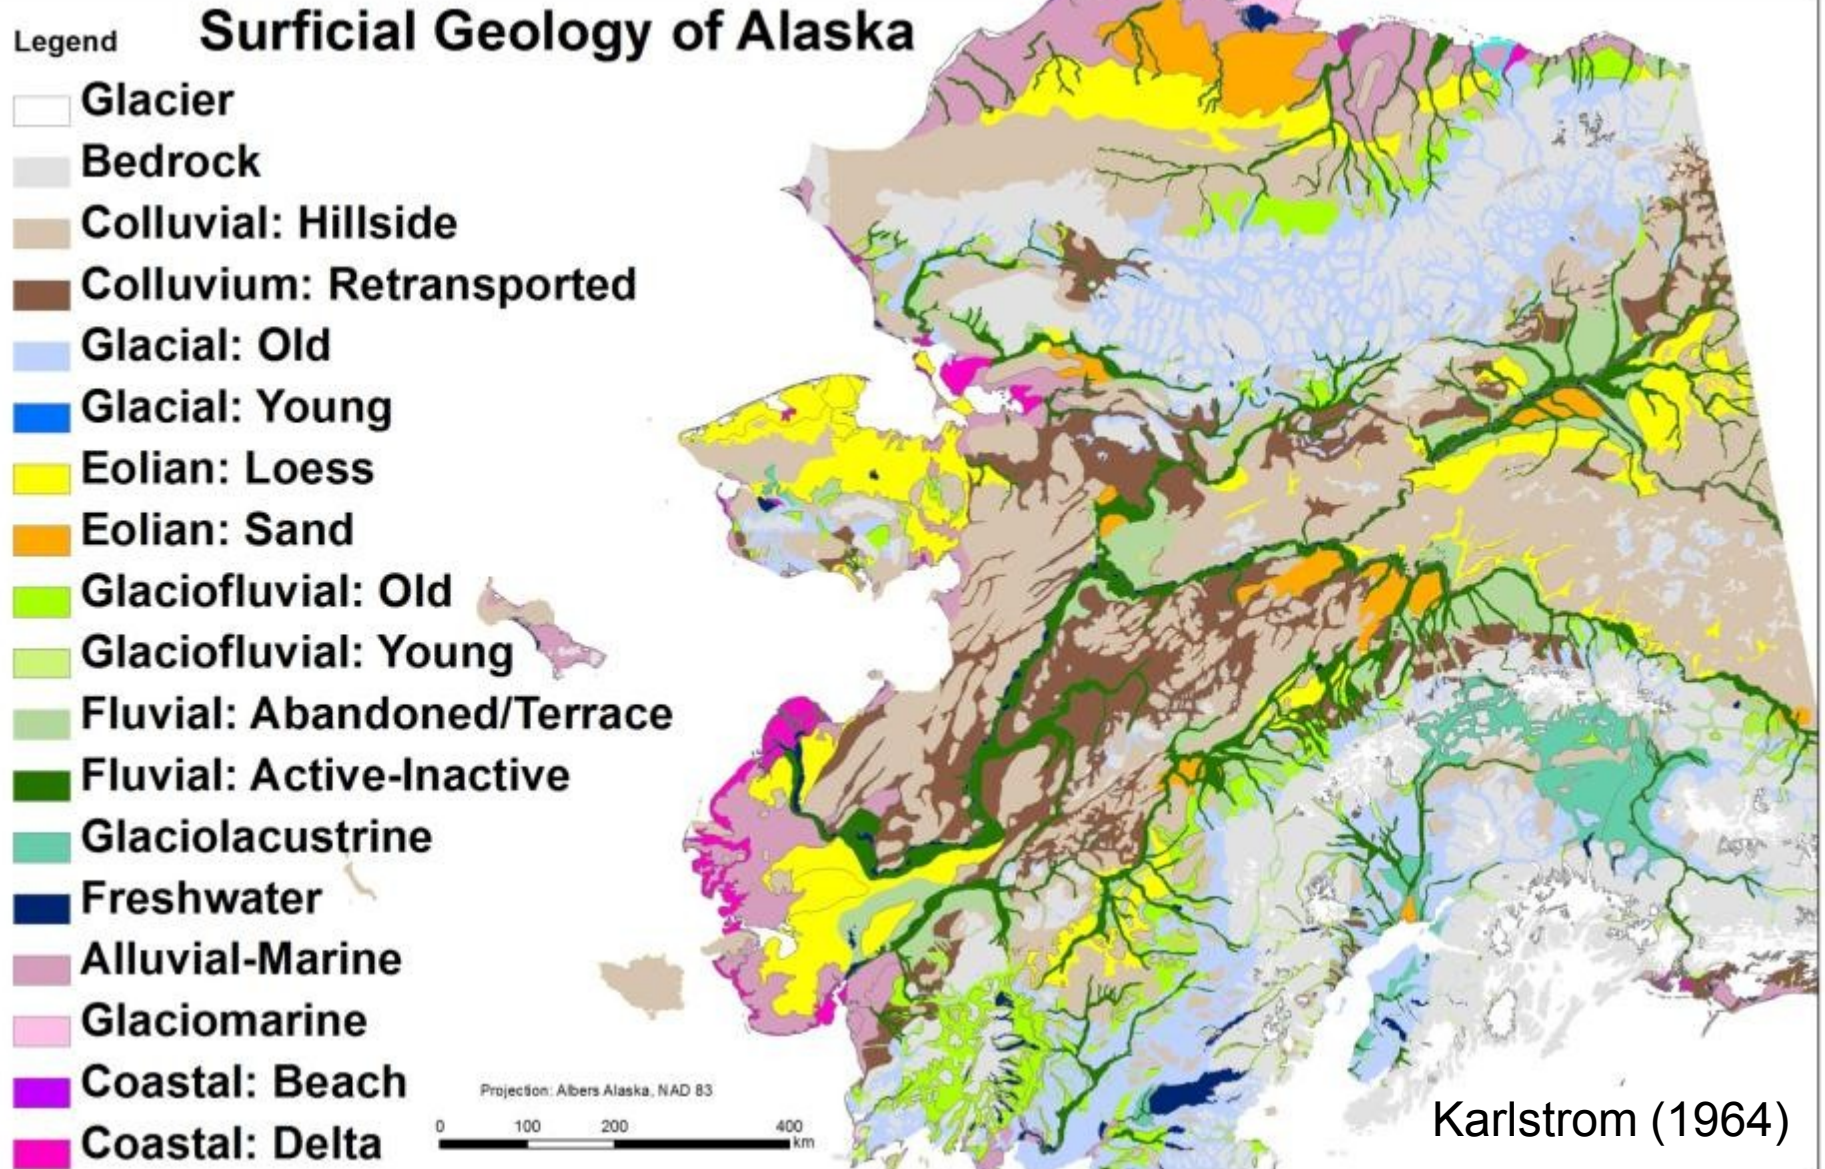 Surficial Geology of Alaska
Legend
Glacier
Bedrock
Colluvial: Hillside
Colluvium: Retransported
Glacial: Old
Glacial: Young
Eolian: Loess
Eolian: Sand
Glaciofluvial: Old
Glaciofluvial: Young
Fluvial: Abandoned/Terrace
Fluvial: Active-Inactive
Glaciolacustrine
Freshwater
Alluvial-Marine
Glaciomarine
Coastal: Beach
Coastal: Delta
Projection: Albers Alaska, NAD 83
0 100 200 400
km
Karlstrom (1964)